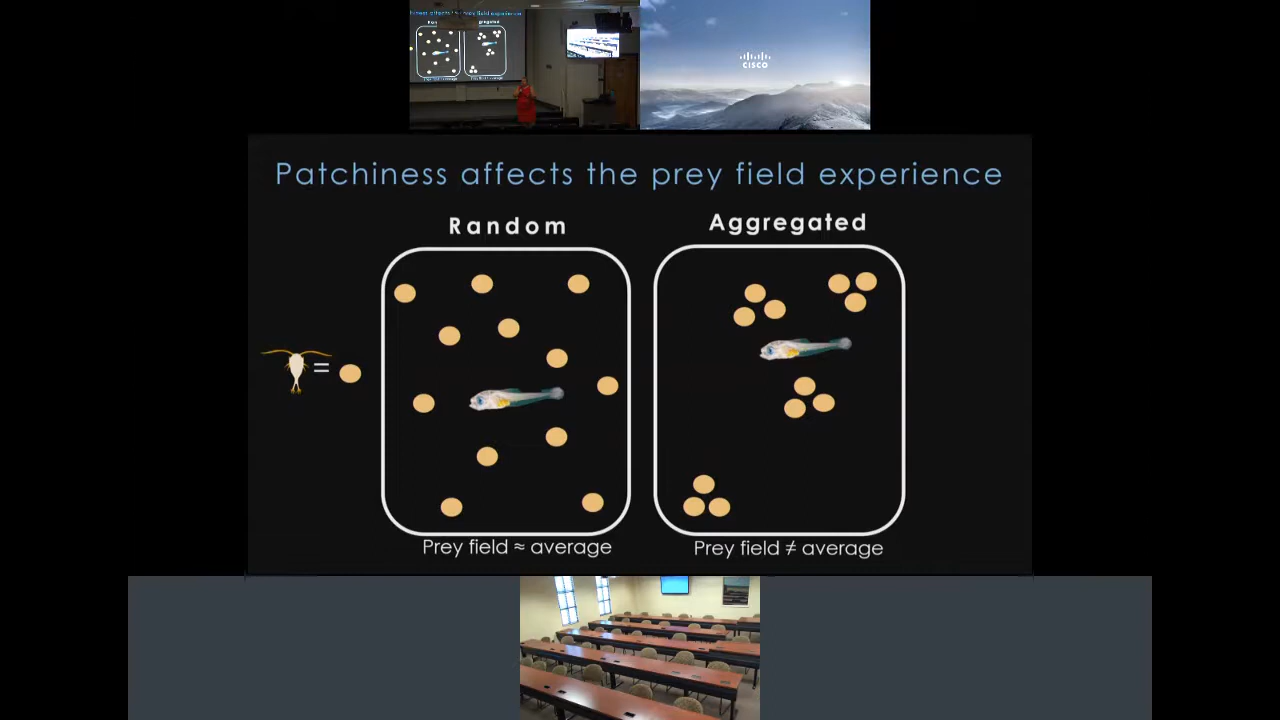 CISCO
Patchiness affects the prey field experience
Random
Aggregated
=
Prey field ≈ average
Prey field ≠ average